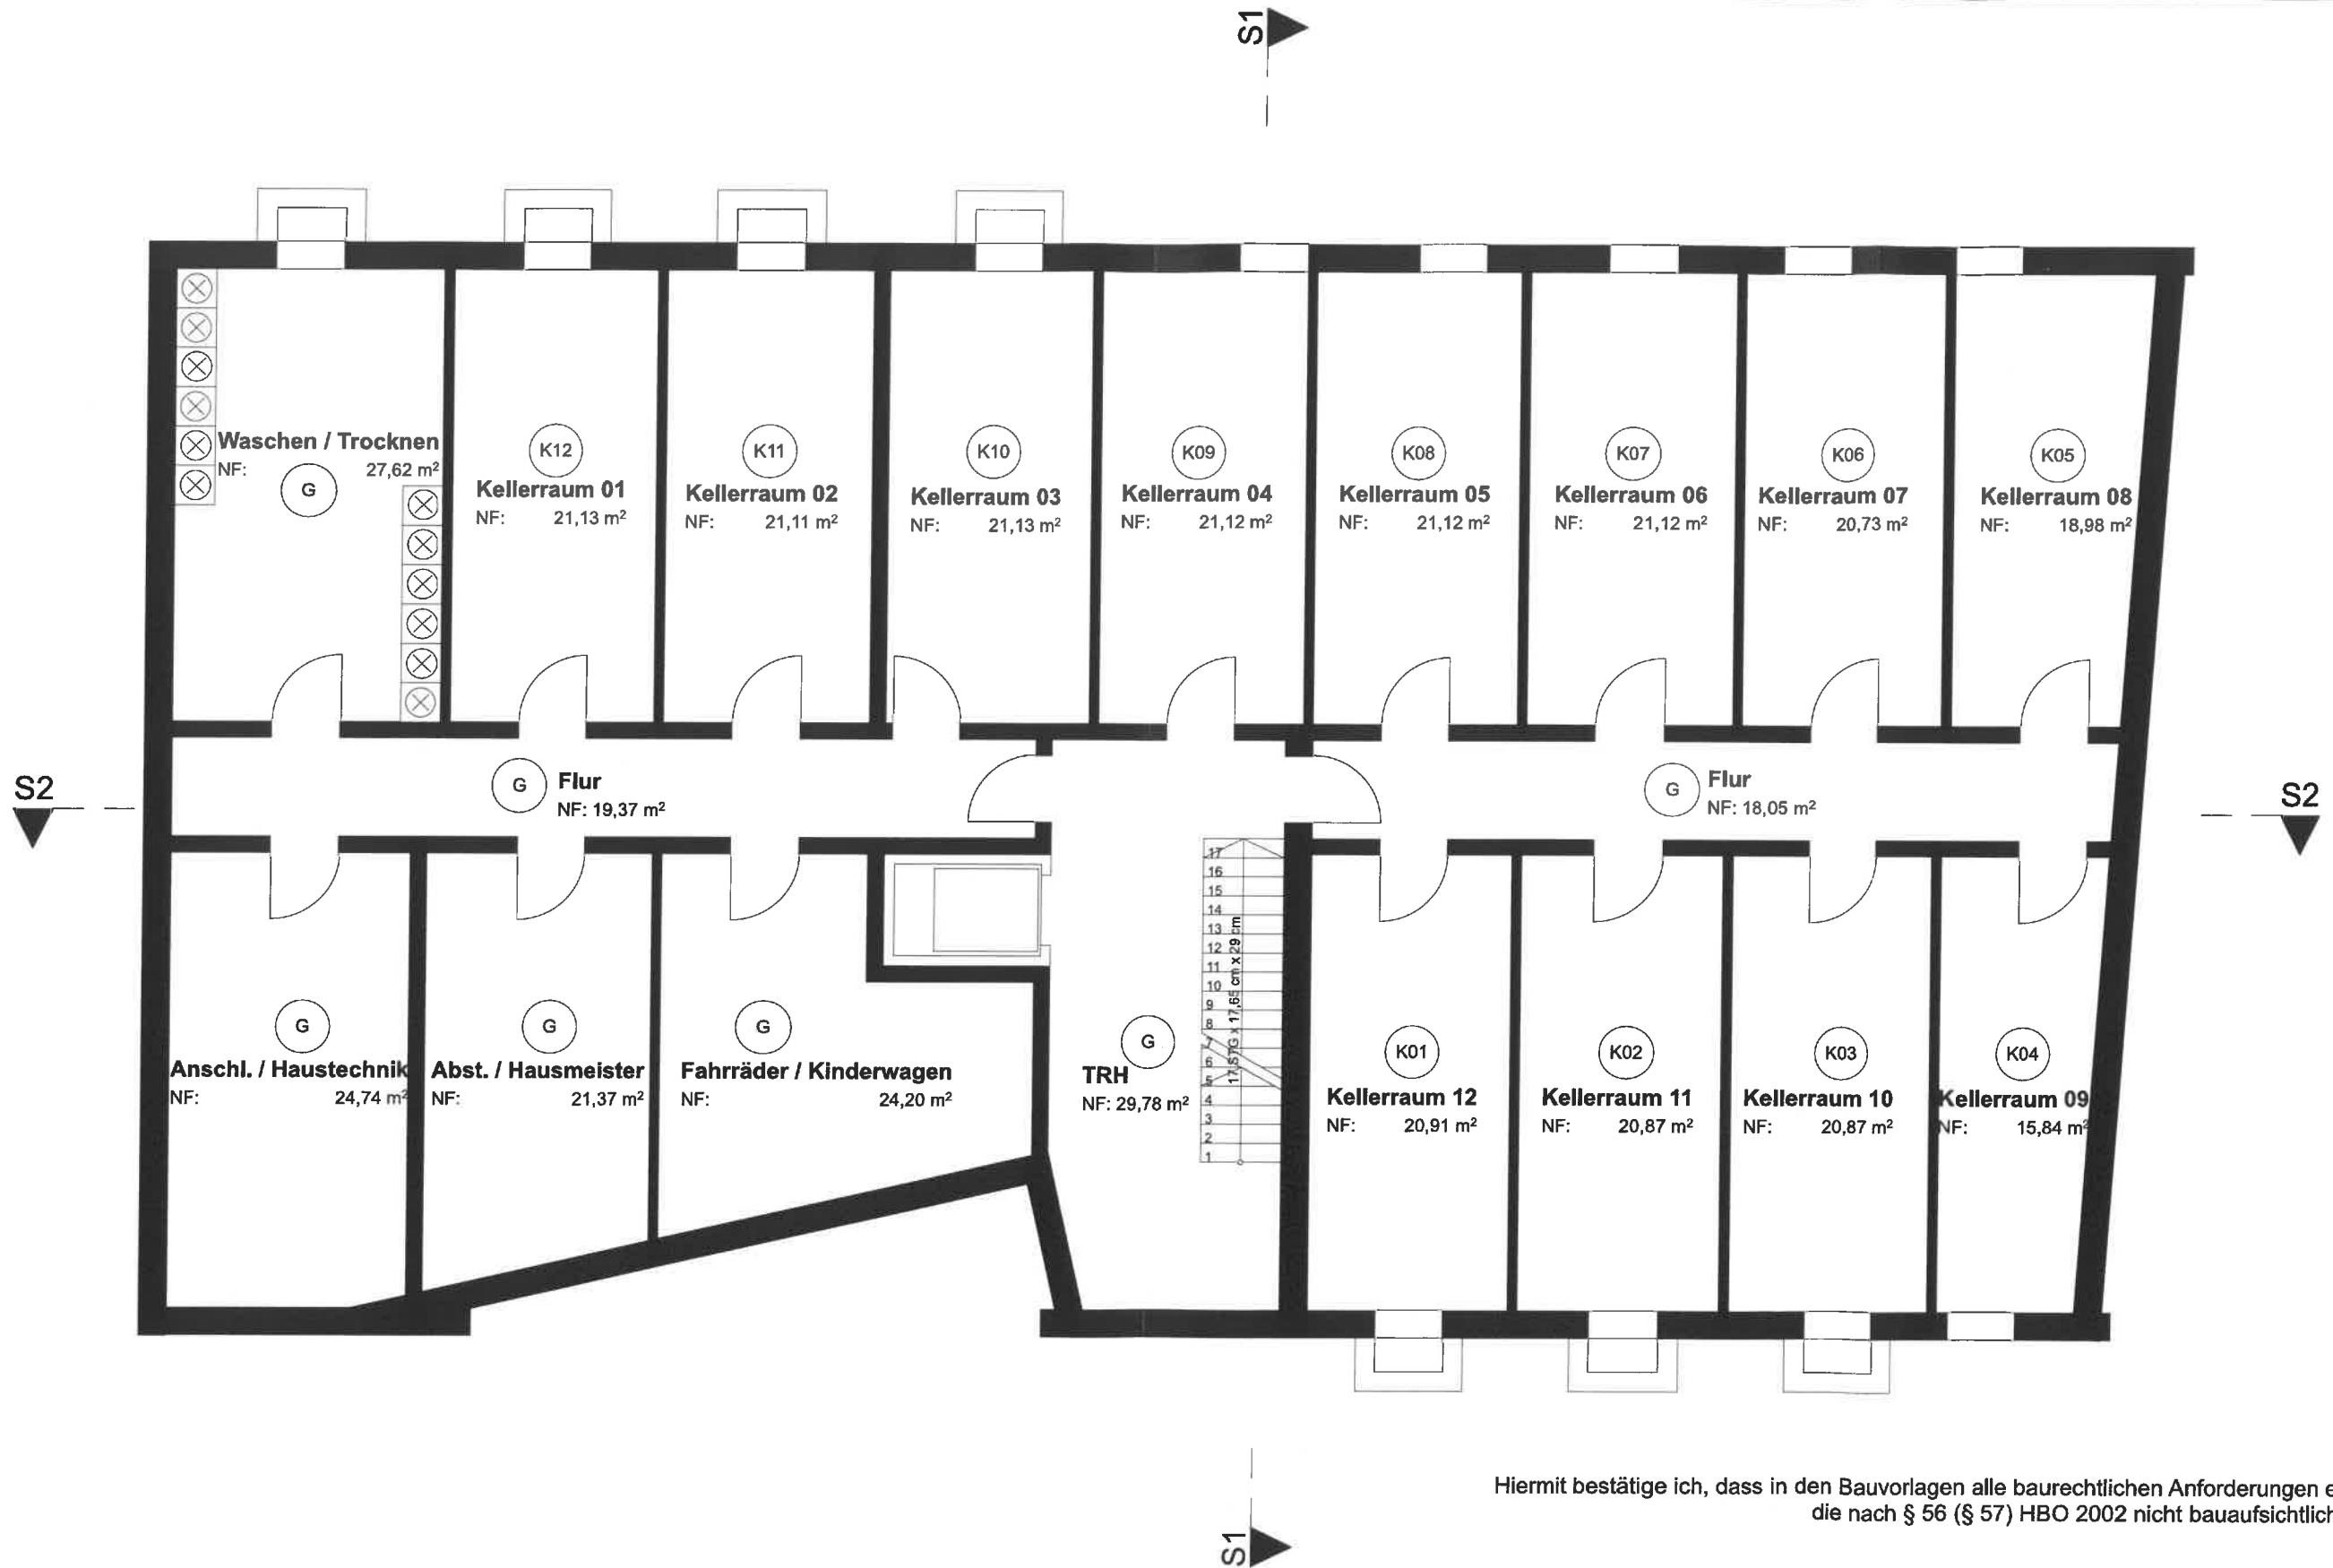 S1
Waschen / Trocknen
NF: 27,62 m²
G
K12
Kellerraum 01
NF: 21,13 m²
K11
Kellerraum 02
NF: 21,11 m²
K10
Kellerraum 03
NF: 21,13 m²
K09
Kellerraum 04
NF: 21,12 m²
K08
Kellerraum 05
NF: 21,12 m²
K07
Kellerraum 06
NF: 21,12 m²
K06
Kellerraum 07
NF: 20,73 m²
K05
Kellerraum 08
NF: 18,98 m²
S2
G
Flur
NF: 19,37 m²
G
Flur
NF: 18,05 m²
S2
G
Anschl. / Haustechnik
NF: 24,74 m²
G
Abst. / Hausmeister
NF: 21,37 m²
G
Fahrräder / Kinderwagen
NF: 24,20 m²
G
TRH
NF: 29,78 m²
17
16
15
14
13
12
11
10
9
8
7
6
5
4
3
2
1
17 STG x 17,65 cm x 29 cm
K01
Kellerraum 12
NF: 20,91 m²
K02
Kellerraum 11
NF: 20,87 m²
K03
Kellerraum 10
NF: 20,87 m²
K04
Kellerraum 09
NF: 15,84 m²
Hiermit bestätige ich, dass in den Bauvorlagen alle baurechtlichen Anforderungen e
die nach § 56 (§ 57) HBO 2002 nicht bauaufsichtlich
S1